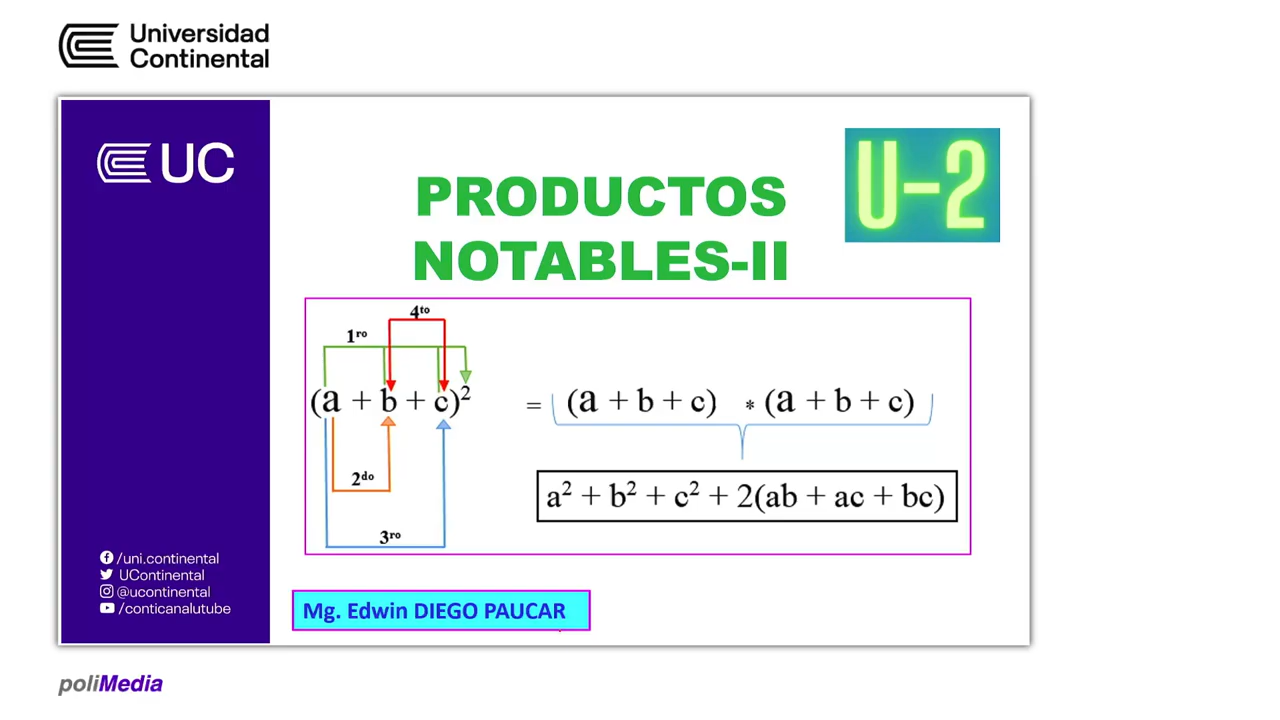 Universidad
Continental
UC
U-2
PRODUCTOS
NOTABLES-II
4ᵗᵒ
1ʳᵒ
(a + b + c)² = (a + b + c) * (a + b + c)
2ᵈᵒ
a² + b² + c² + 2(ab + ac + bc)
3ʳᵒ
/uni.continental
UContinental
@ucontinental
/conticanalutube
Mg. Edwin DIEGO PAUCAR
poliMedia